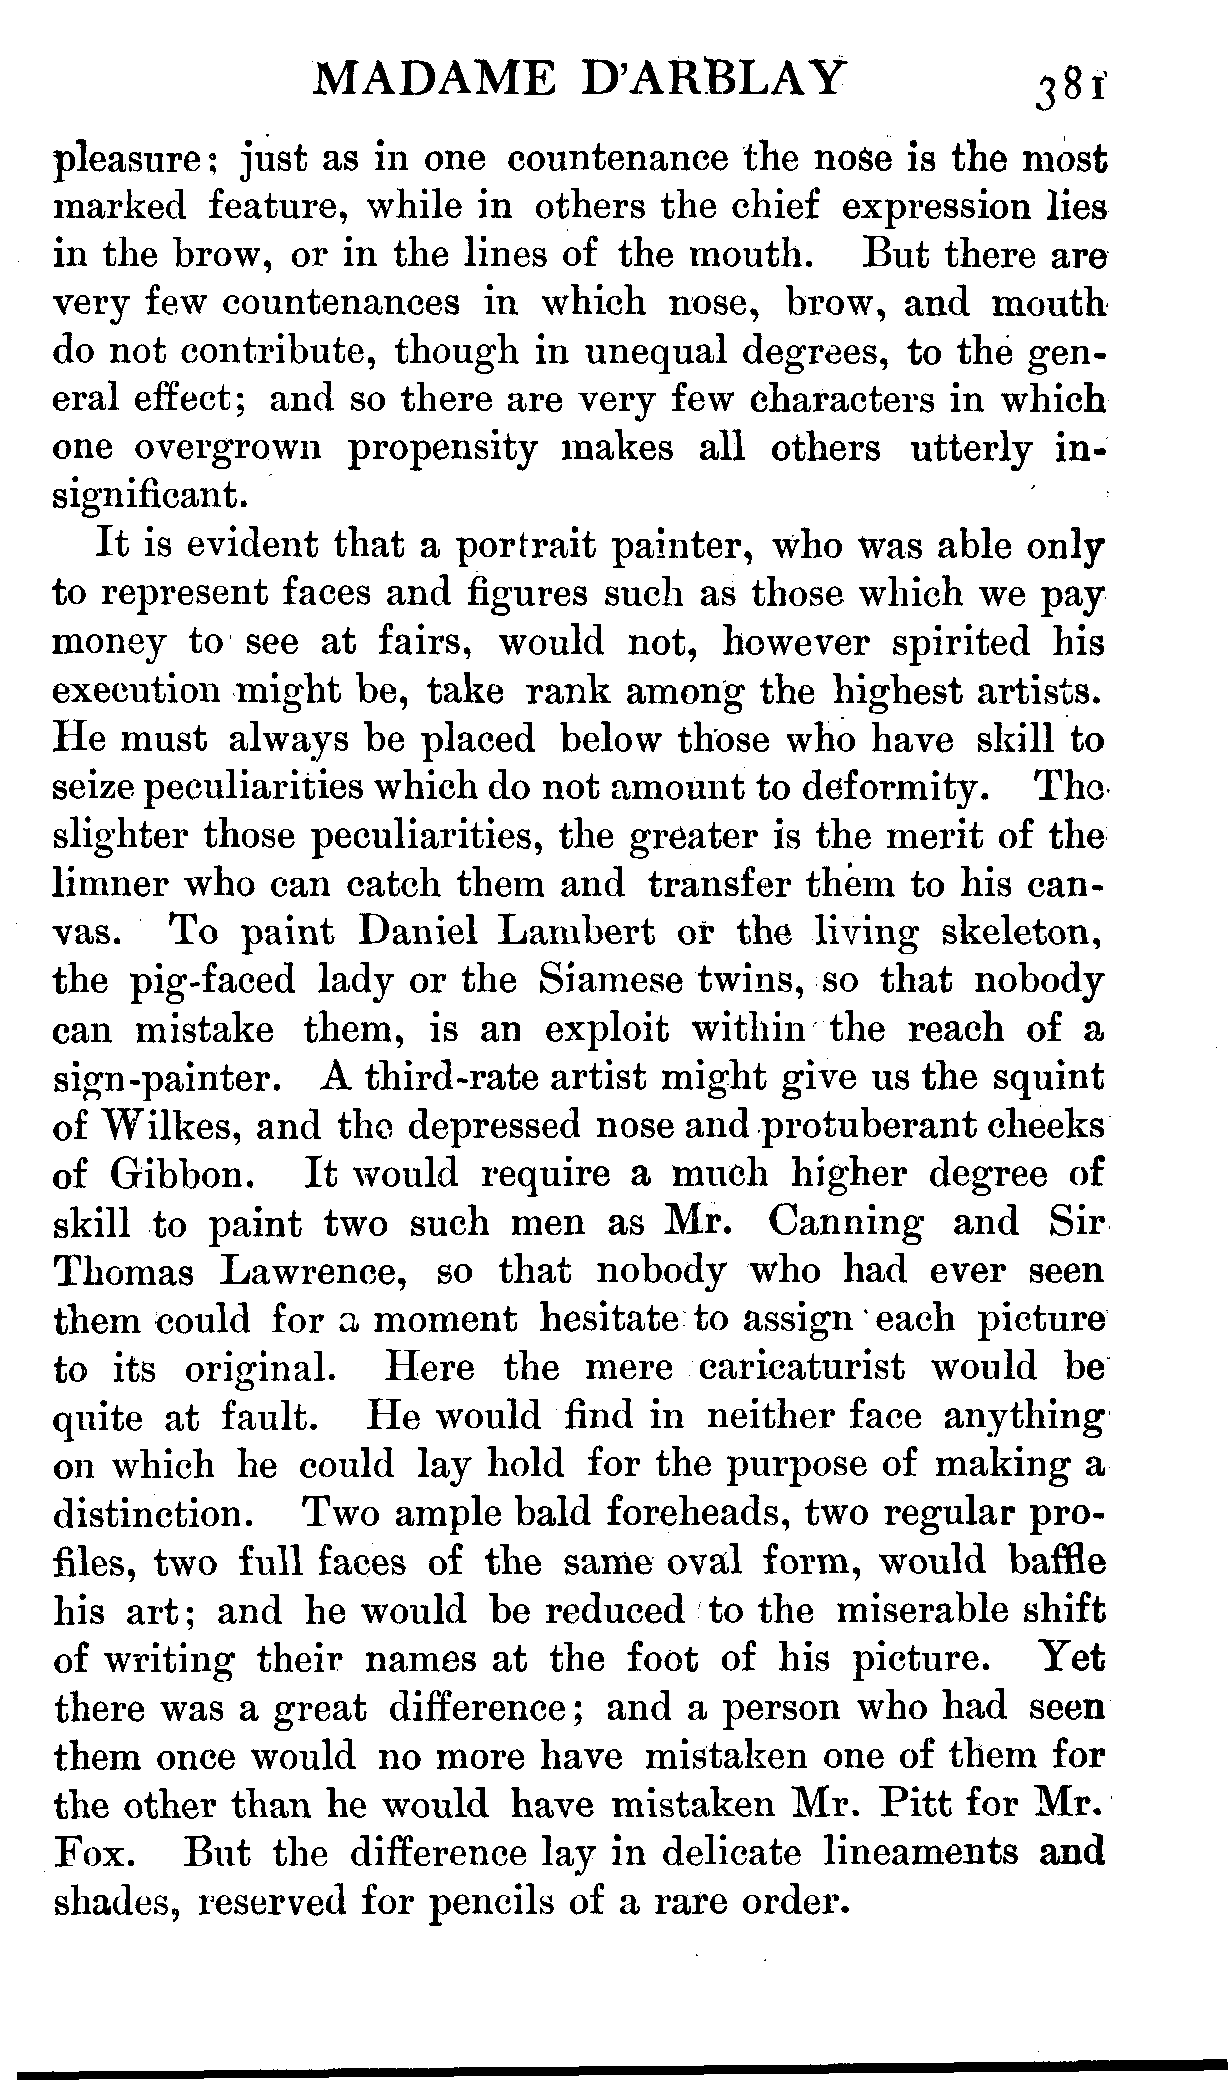 MADAME D'ARBLAY 381
pleasure; just as in one countenance the nose is the most
marked feature, while in others the chief expression lies
in the brow, or in the lines of the mouth. But there are
very few countenances in which nose, brow, and mouth
do not contribute, though in unequal degrees, to the gen-
eral effect; and so there are very few characters in which
one overgrown propensity makes all others utterly in-
significant.
It is evident that a portrait painter, who was able only
to represent faces and figures such as those which we pay
money to see at fairs, would not, however spirited his
execution might be, take rank among the highest artists.
He must always be placed below those who have skill to
seize peculiarities which do not amount to deformity. The
slighter those peculiarities, the greater is the merit of the
limner who can catch them and transfer them to his can-
vas. To paint Daniel Lambert or the living skeleton,
the pig-faced lady or the Siamese twins, so that nobody
can mistake them, is an exploit within the reach of a
sign-painter. A third-rate artist might give us the squint
of Wilkes, and the depressed nose and protuberant cheeks
of Gibbon. It would require a much higher degree of
skill to paint two such men as Mr. Canning and Sir
Thomas Lawrence, so that nobody who had ever seen
them could for a moment hesitate to assign each picture
to its original. Here the mere caricaturist would be
quite at fault. He would find in neither face anything
on which he could lay hold for the purpose of making a
distinction. Two ample bald foreheads, two regular pro-
files, two full faces of the same oval form, would baffle
his art; and he would be reduced to the miserable shift
of writing their names at the foot of his picture. Yet
there was a great difference; and a person who had seen
them once would no more have mistaken one of them for
the other than he would have mistaken Mr. Pitt for Mr.
Fox. But the difference lay in delicate lineaments and
shades, reserved for pencils of a rare order.